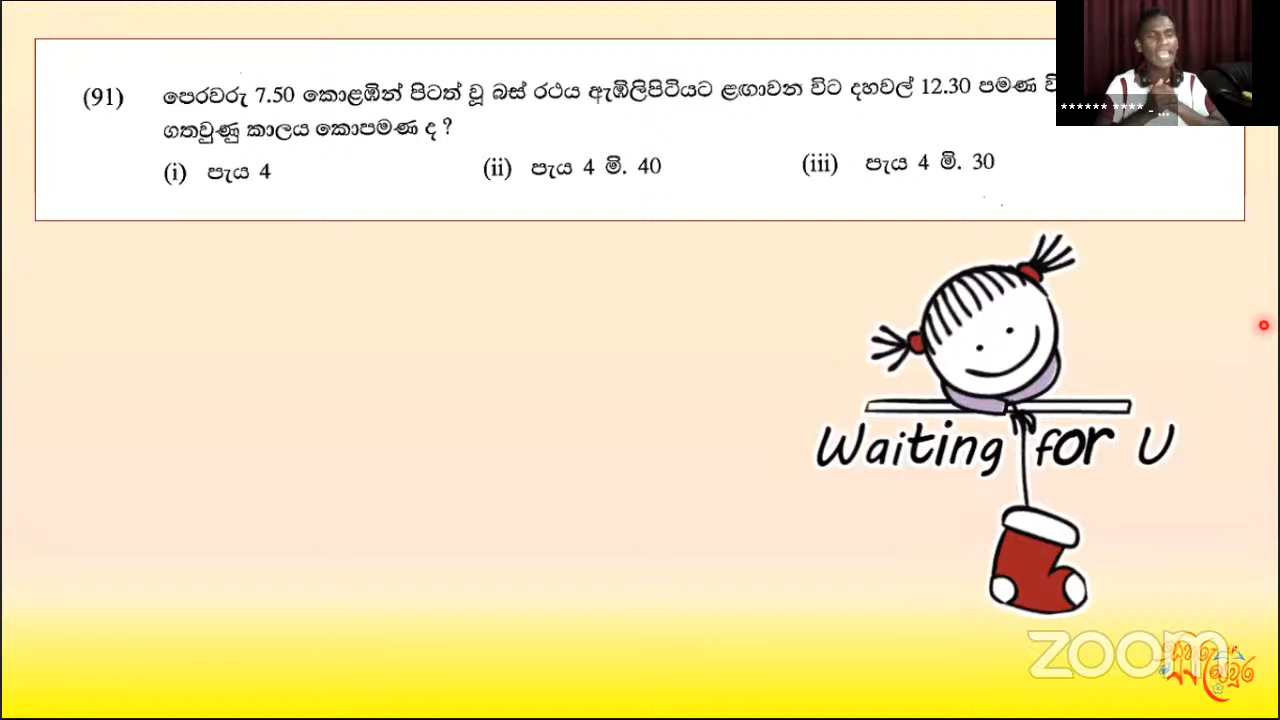 (91) පෙරවරු 7.50 කොළඹින් පිටත් වූ බස් රථය ඇඹිලිපිටියට ළඟාවන විට දහවල් 12.30 පමණ
ගතවුණු කාලය කොපමණ ද ?
(i) පැය 4 (ii) පැය 4 මි. 40 (iii) පැය 4 මි. 30
****** **** - ...
Waiting for U
zoom